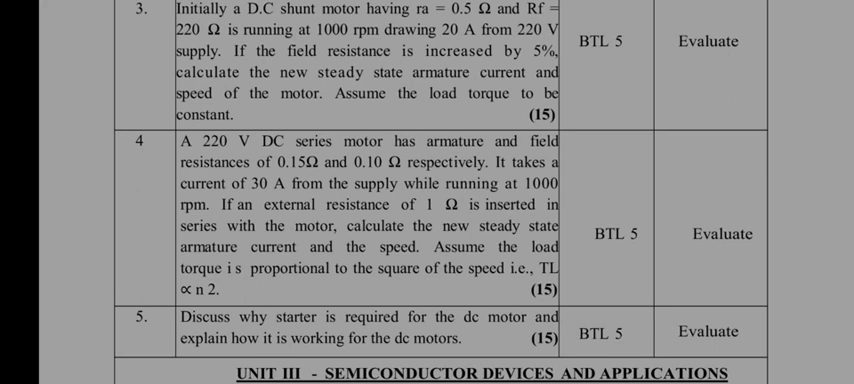 3. Initially a D.C shunt motor having ra = 0.5 Ω and Rf =
220 Ω is running at 1000 rpm drawing 20 A from 220 V
supply. If the field resistance is increased by 5%,
calculate the new steady state armature current and
speed of the motor. Assume the load torque to be
constant. (15)
BTL 5
Evaluate
4 A 220 V DC series motor has armature and field
resistances of 0.15Ω and 0.10 Ω respectively. It takes a
current of 30 A from the supply while running at 1000
rpm. If an external resistance of 1 Ω is inserted in
series with the motor, calculate the new steady state
armature current and the speed. Assume the load
torque i s proportional to the square of the speed i.e., TL
∝ n 2. (15)
BTL 5
Evaluate
5. Discuss why starter is required for the dc motor and
explain how it is working for the dc motors. (15)
BTL 5
Evaluate
UNIT III - SEMICONDUCTOR DEVICES AND APPLICATIONS